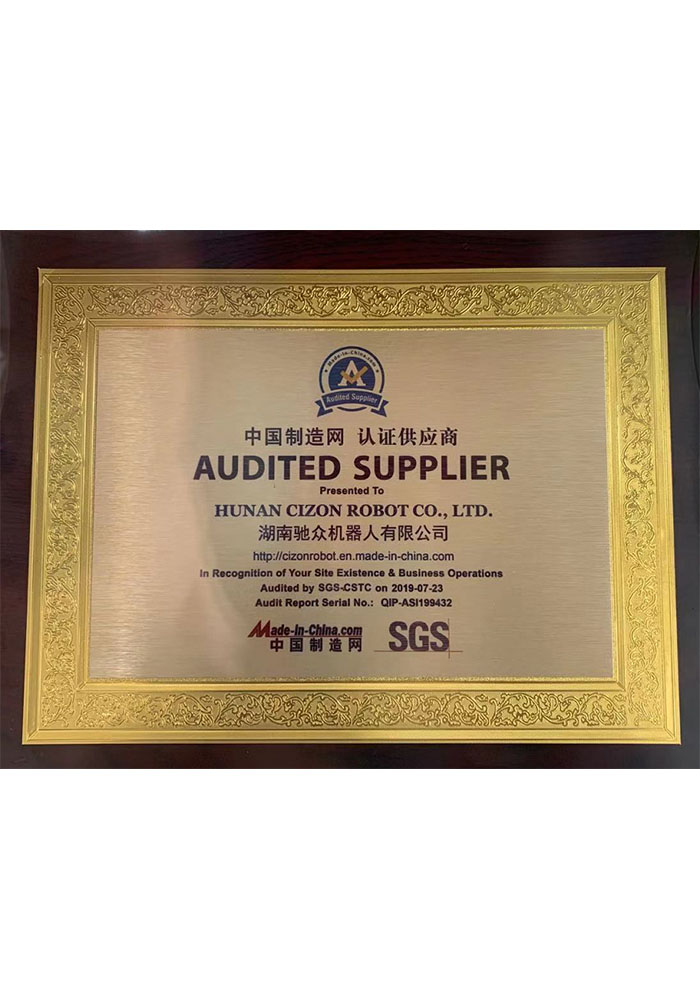 Made-in-China.com
Audited Supplier
中国制造网 认证供应商
AUDITED SUPPLIER
Presented To
HUNAN CIZON ROBOT CO., LTD.
湖南驰众机器人有限公司
http://cizonrobot.en.made-in-china.com
In Recognition of Your Site Existence & Business Operations
Audited by SGS-CSTC on 2019-07-23
Audit Report Serial No.: QIP-ASI199432
Made-in-China.com
中国制造网
SGS